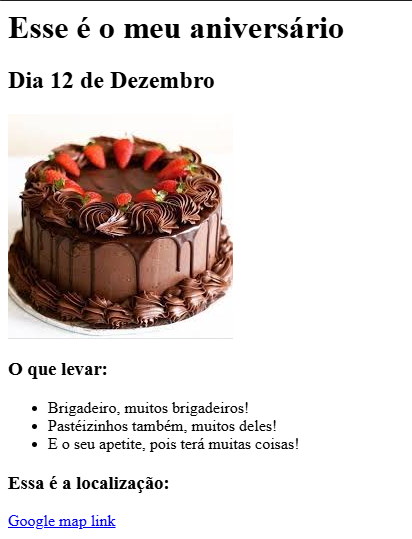 Esse é o meu aniversário
Dia 12 de Dezembro
O que levar:
Brigadeiro, muitos brigadeiros!
Pastéizinhos também, muitos deles!
E o seu apetite, pois terá muitas coisas!
Essa é a localização:
Google map link